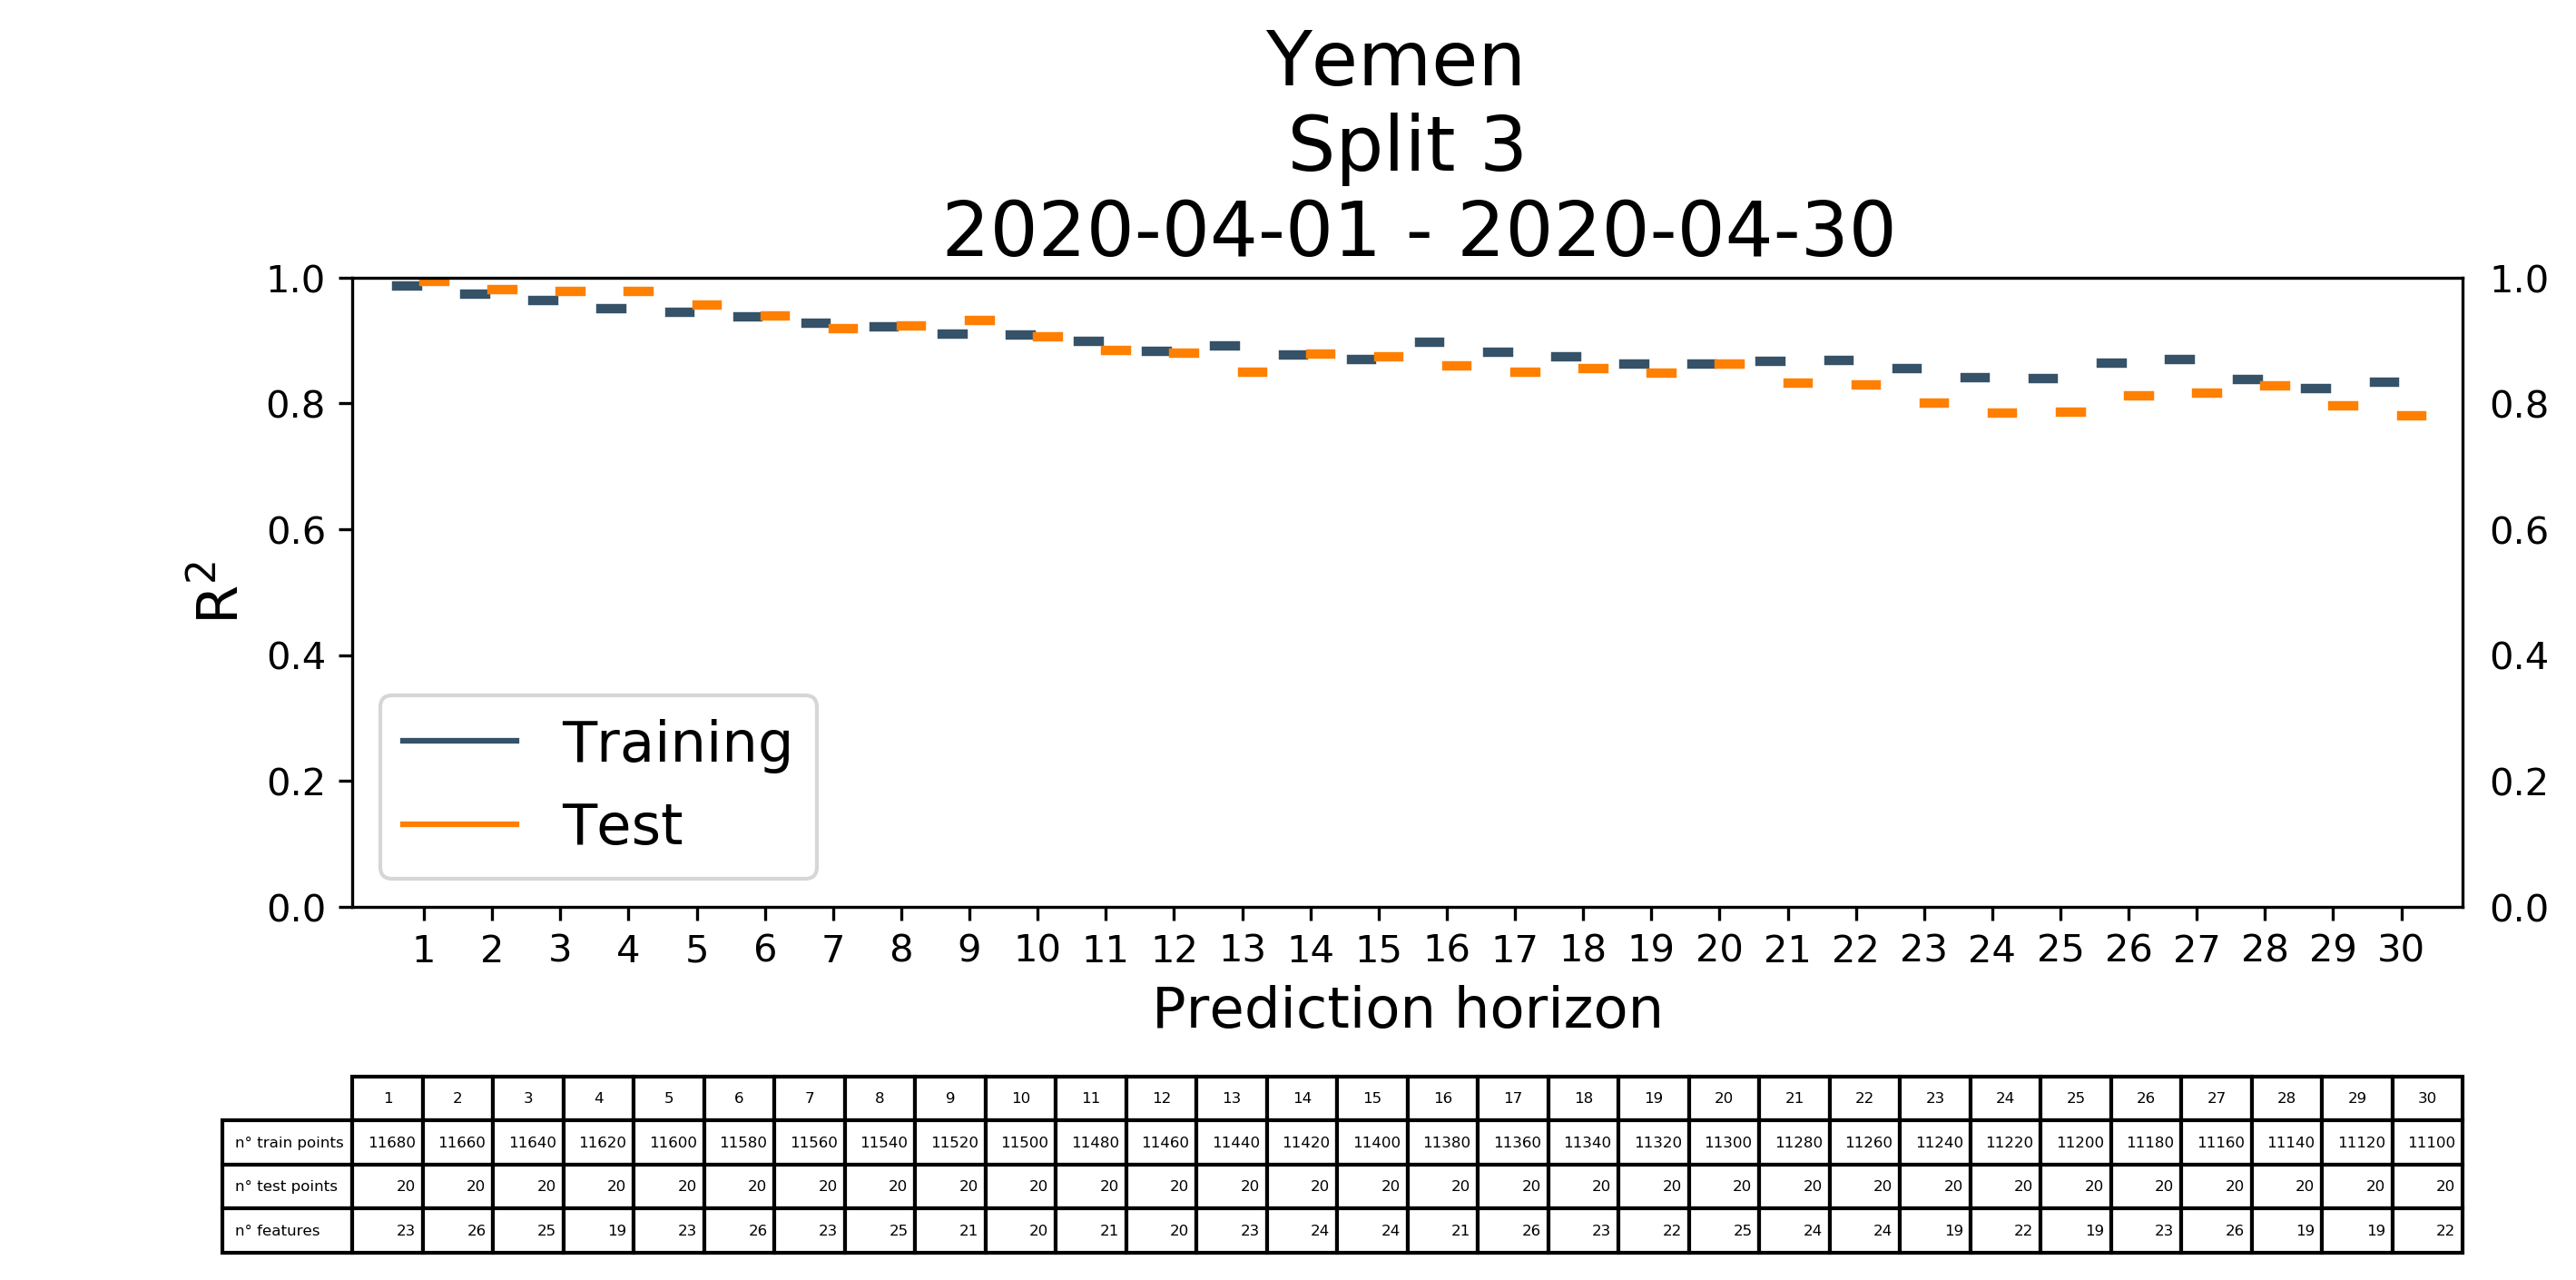 Yemen
Split 3
2020-04-01 - 2020-04-30
1.0 1.0
0.8 0.8
0.6 0.6
R²
0.4 0.4
Training
0.2 0.2
Test
0.0 0.0
1 2 3 4 5 6 7 8 9 10 11 12 13 14 15 16 17 18 19 20 21 22 23 24 25 26 27 28 29 30
Prediction horizon
1 2 3 4 5 6 7 8 9 10 11 12 13 14 15 16 17 18 19 20 21 22 23 24 25 26 27 28 29 30
n° train points 11680 11660 11640 11620 11600 11580 11560 11540 11520 11500 11480 11460 11440 11420 11400 11380 11360 11340 11320 11300 11280 11260 11240 11220 11200 11180 11160 11140 11120 11100
n° test points 20 20 20 20 20 20 20 20 20 20 20 20 20 20 20 20 20 20 20 20 20 20 20 20 20 20 20 20 20 20
n° features 23 26 25 19 23 26 23 25 21 20 21 20 23 24 24 21 26 23 22 25 24 24 19 22 19 23 26 19 19 22